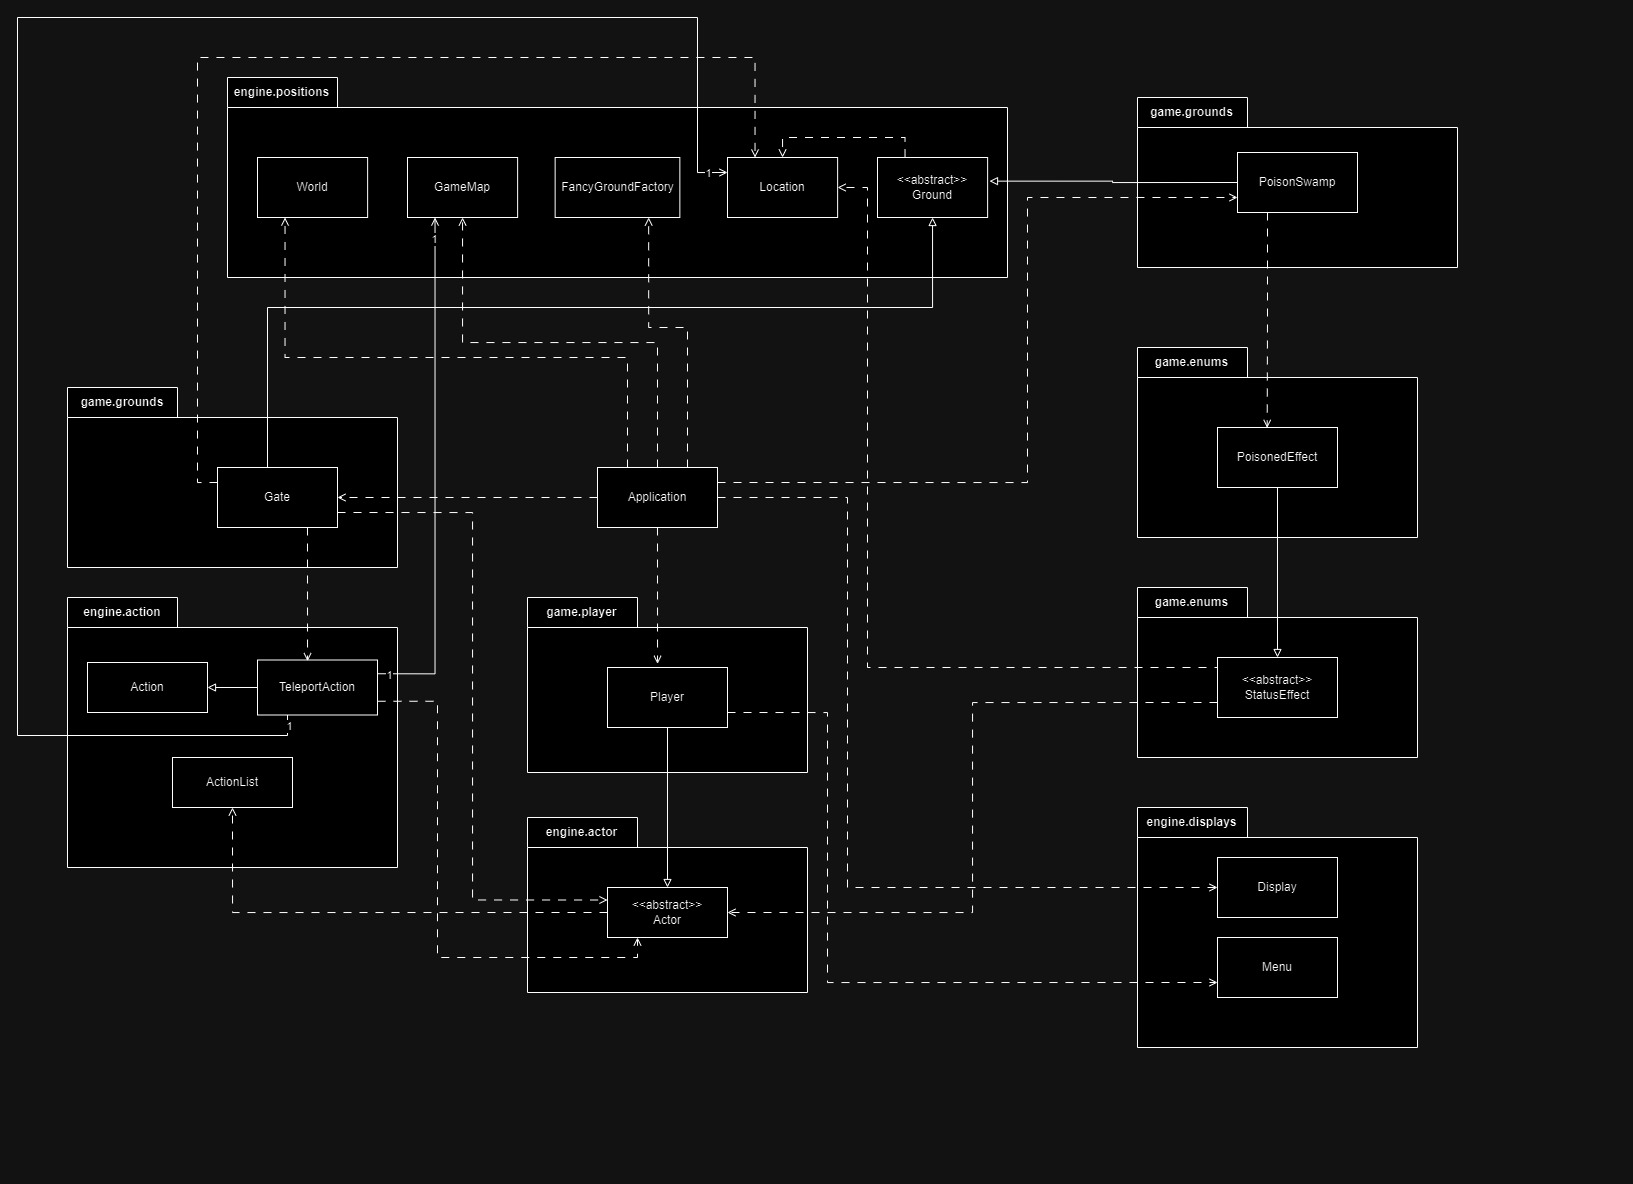 engine.positions
game.grounds
World
GameMap
FancyGroundFactory
1
Location
<<abstract>>
Ground
PoisonSwamp
1
game.enums
game.grounds
PoisonedEffect
Gate
Application
engine.action
game.player
game.enums
Action
TeleportAction
1
Player
<<abstract>>
StatusEffect
1
ActionList
engine.actor
engine.displays
<<abstract>>
Actor
Display
Menu